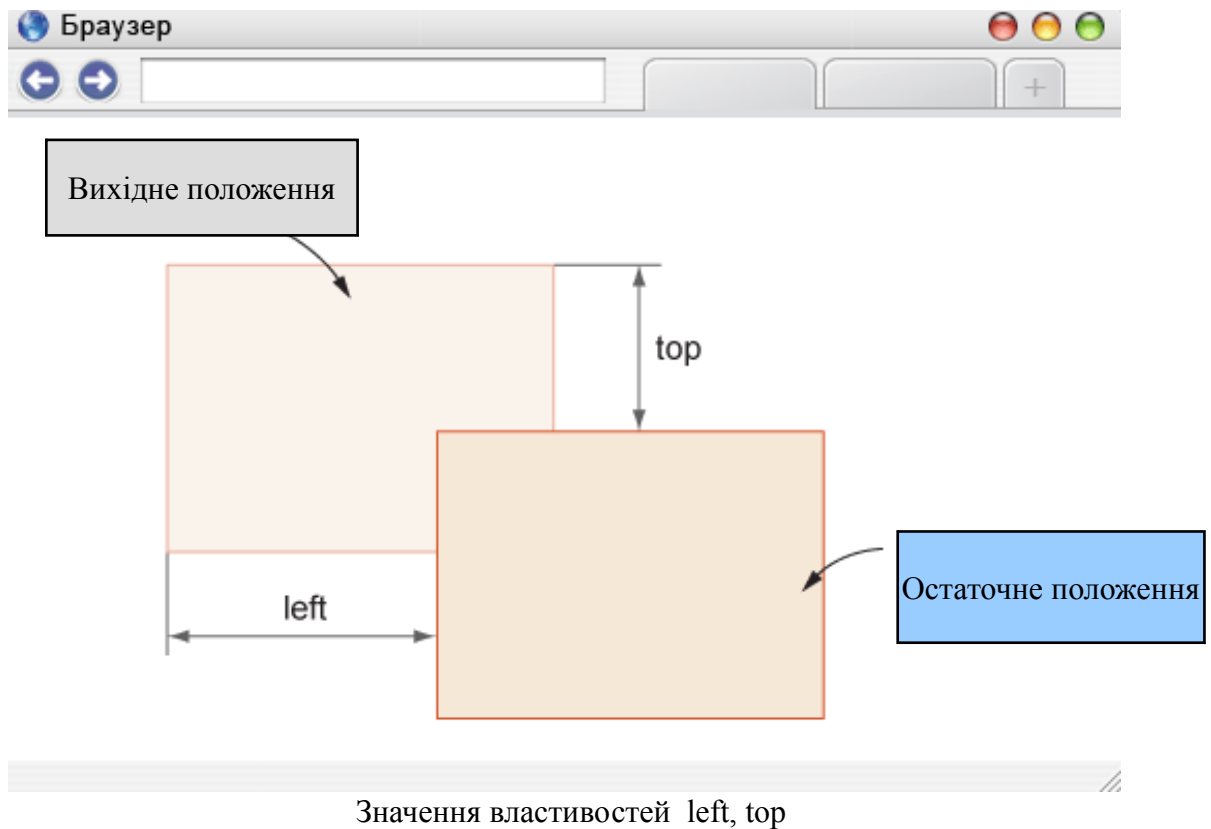 Браузер
+
Вихідне положення
top
Остаточне положення
left
Значення властивостей left, top